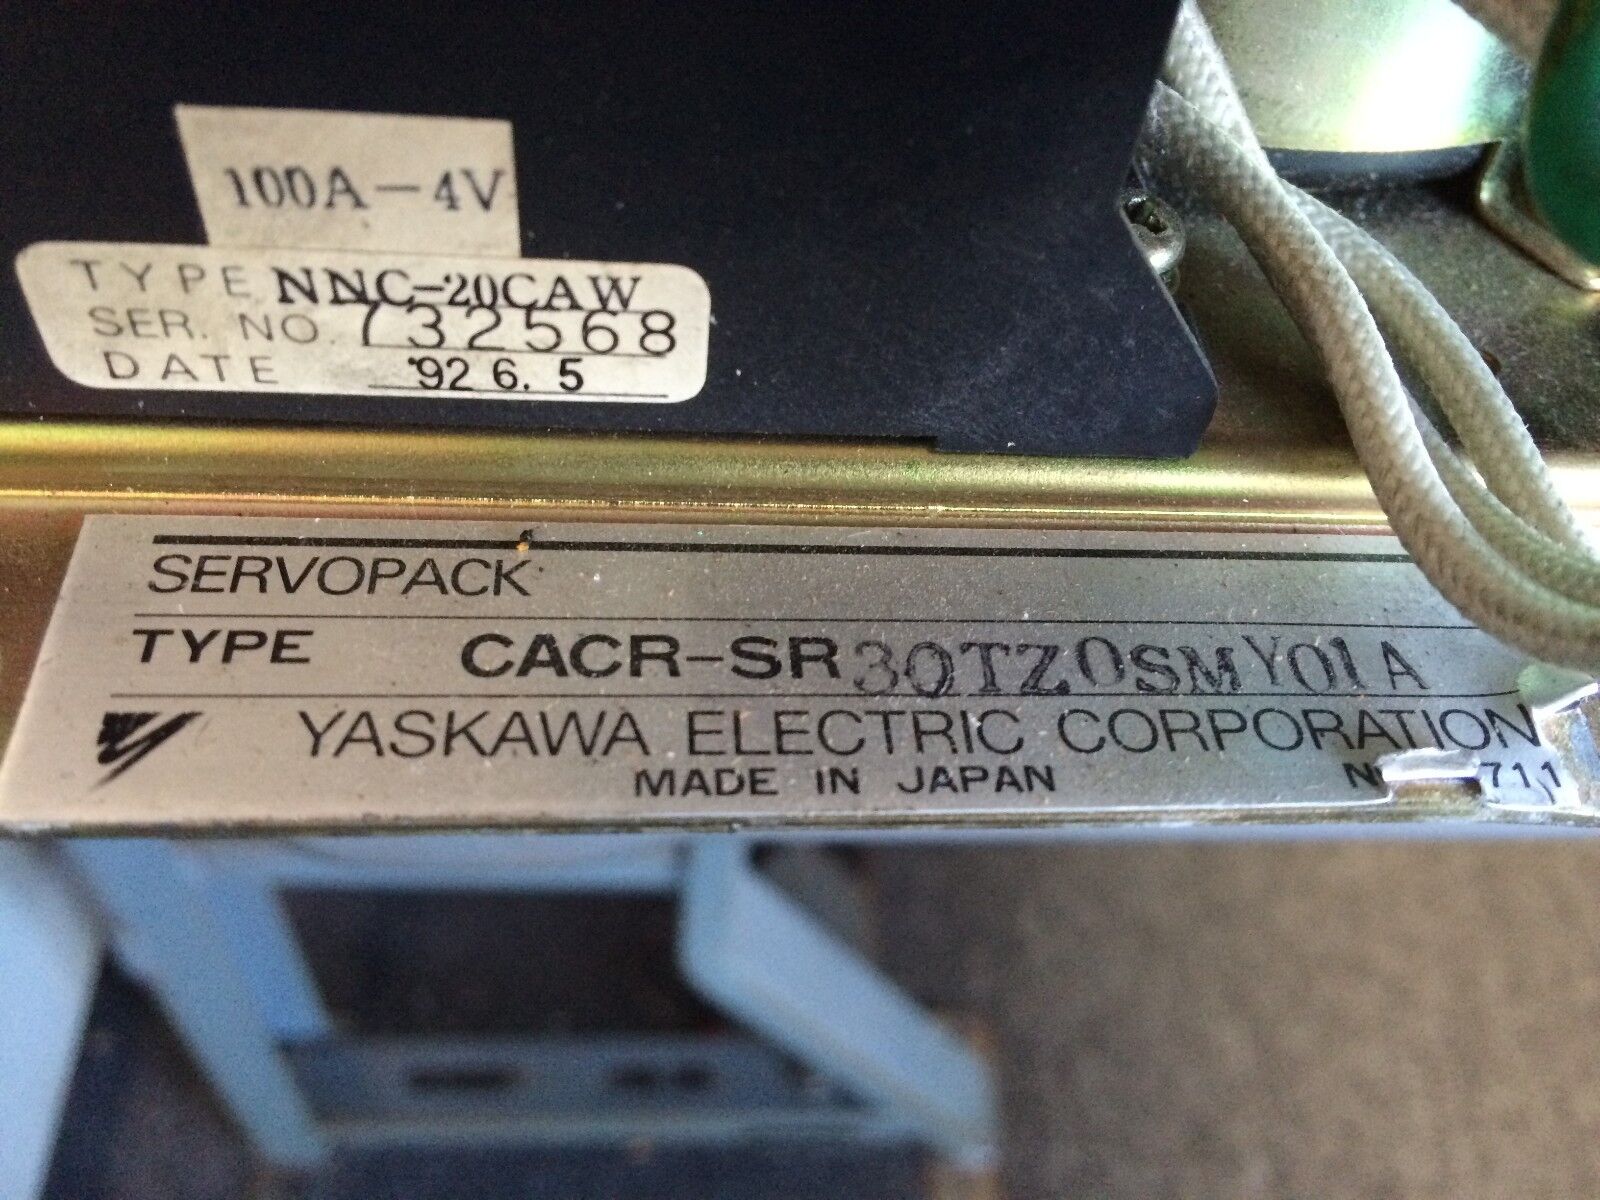 100A-4V
TYPE NNC-20CAW
SER. NO. 732568
DATE '92 6. 5
SERVOPACK
TYPE CACR-SR30TZ0SMY01A
YASKAWA ELECTRIC CORPORATION
MADE IN JAPAN